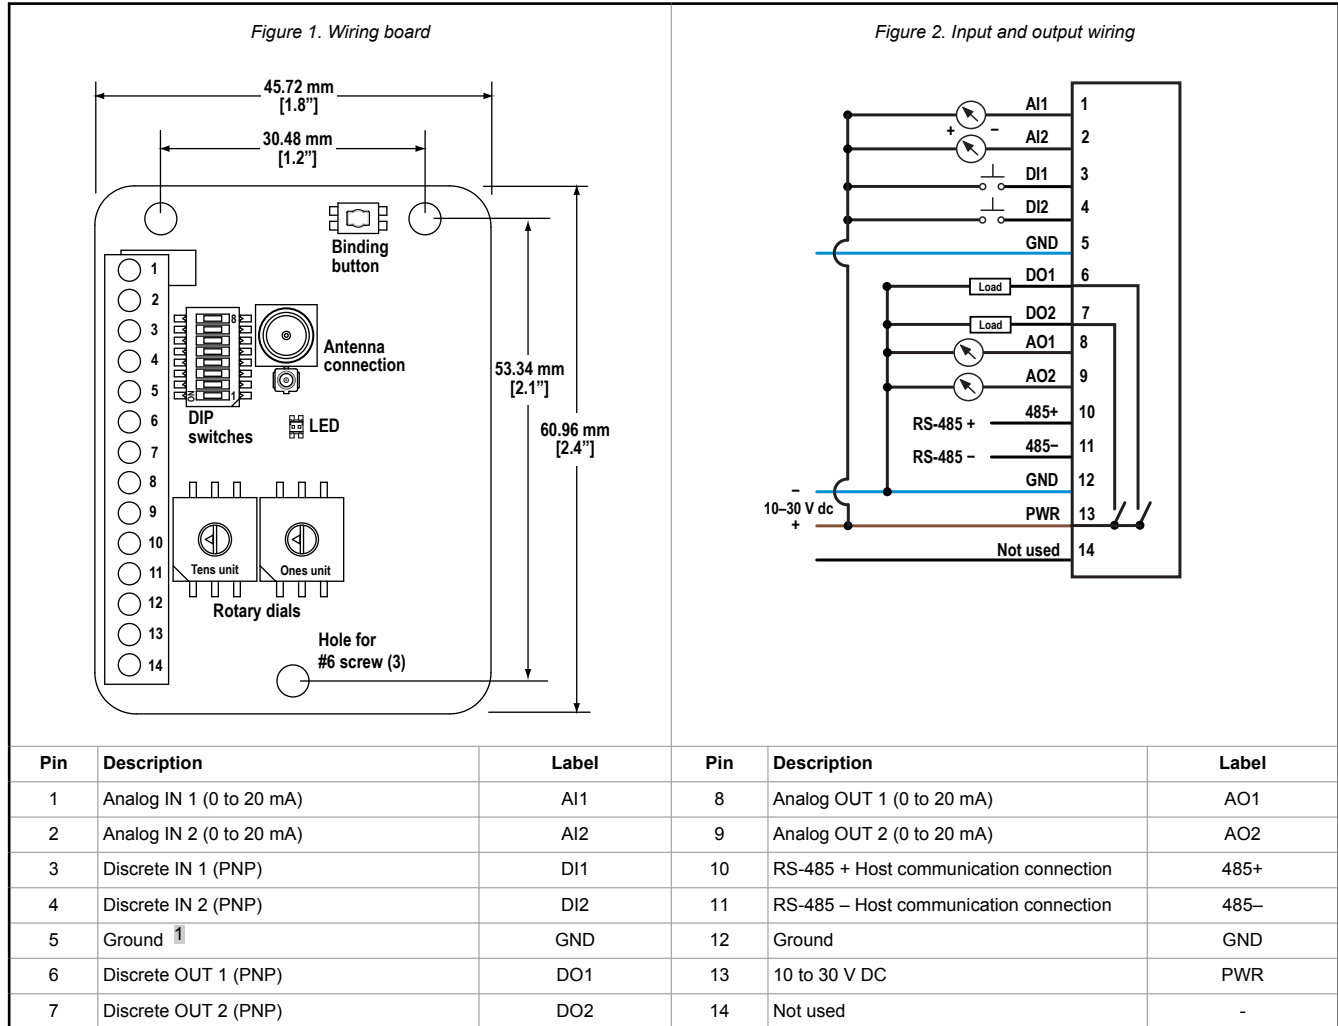 Figure 1. Wiring board
45.72 mm
[1.8”]
30.48 mm
[1.2”]
Binding
button
1
2
3
4
5
6
7
8
9
10
11
12
13
14
8
1
ON
DIP
switches
Antenna
connection
LED
53.34 mm
[2.1”]
60.96 mm
[2.4”]
Tens unit
Ones unit
Rotary dials
Hole for
#6 screw (3)
Figure 2. Input and output wiring
AI1 1
+ –
AI2 2
DI1 3
DI2 4
GND 5
DO1 6
Load
DO2 7
Load
AO1 8
AO2 9
RS-485 + 485+ 10
RS-485 – 485– 11
GND 12
–
10–30 V dc
+
PWR 13
Not used 14
Pin Description Label Pin Description Label
1 Analog IN 1 (0 to 20 mA) AI1 8 Analog OUT 1 (0 to 20 mA) AO1
2 Analog IN 2 (0 to 20 mA) AI2 9 Analog OUT 2 (0 to 20 mA) AO2
3 Discrete IN 1 (PNP) DI1 10 RS-485 + Host communication connection 485+
4 Discrete IN 2 (PNP) DI2 11 RS-485 – Host communication connection 485–
5 Ground 1 GND 12 Ground GND
6 Discrete OUT 1 (PNP) DO1 13 10 to 30 V DC PWR
7 Discrete OUT 2 (PNP) DO2 14 Not used -